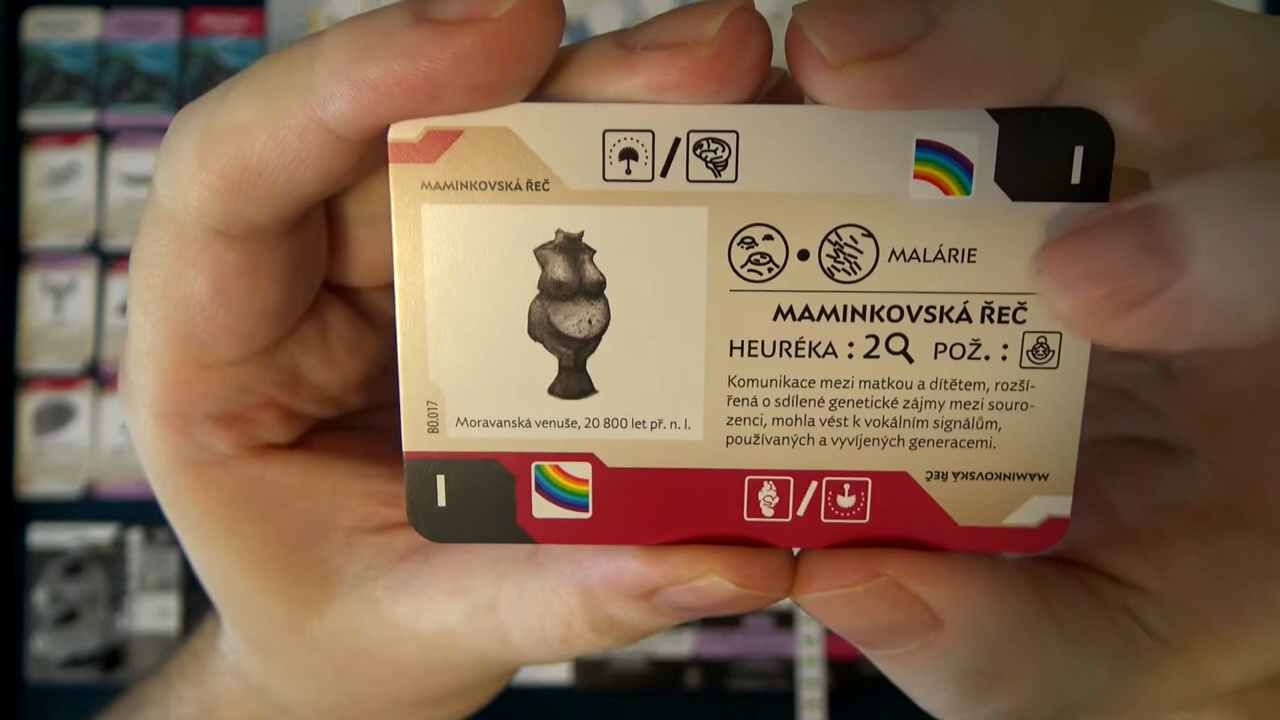 MAMINKOVSKÁ ŘEČ
I
MALÁRIE
MAMINKOVSKÁ ŘEČ
HEURÉKA : 2 POŽ. :
Komunikace mezi matkou a dítětem, rozší-
řená o sdílené genetické zájmy mezi souro-
zenci, mohla vést k vokálním signálům,
používaných a vyvíjených generacemi.
B0.017
Moravanská venuše, 20 800 let př. n. l.
MAMINKOVSKÁ ŘEČ
I